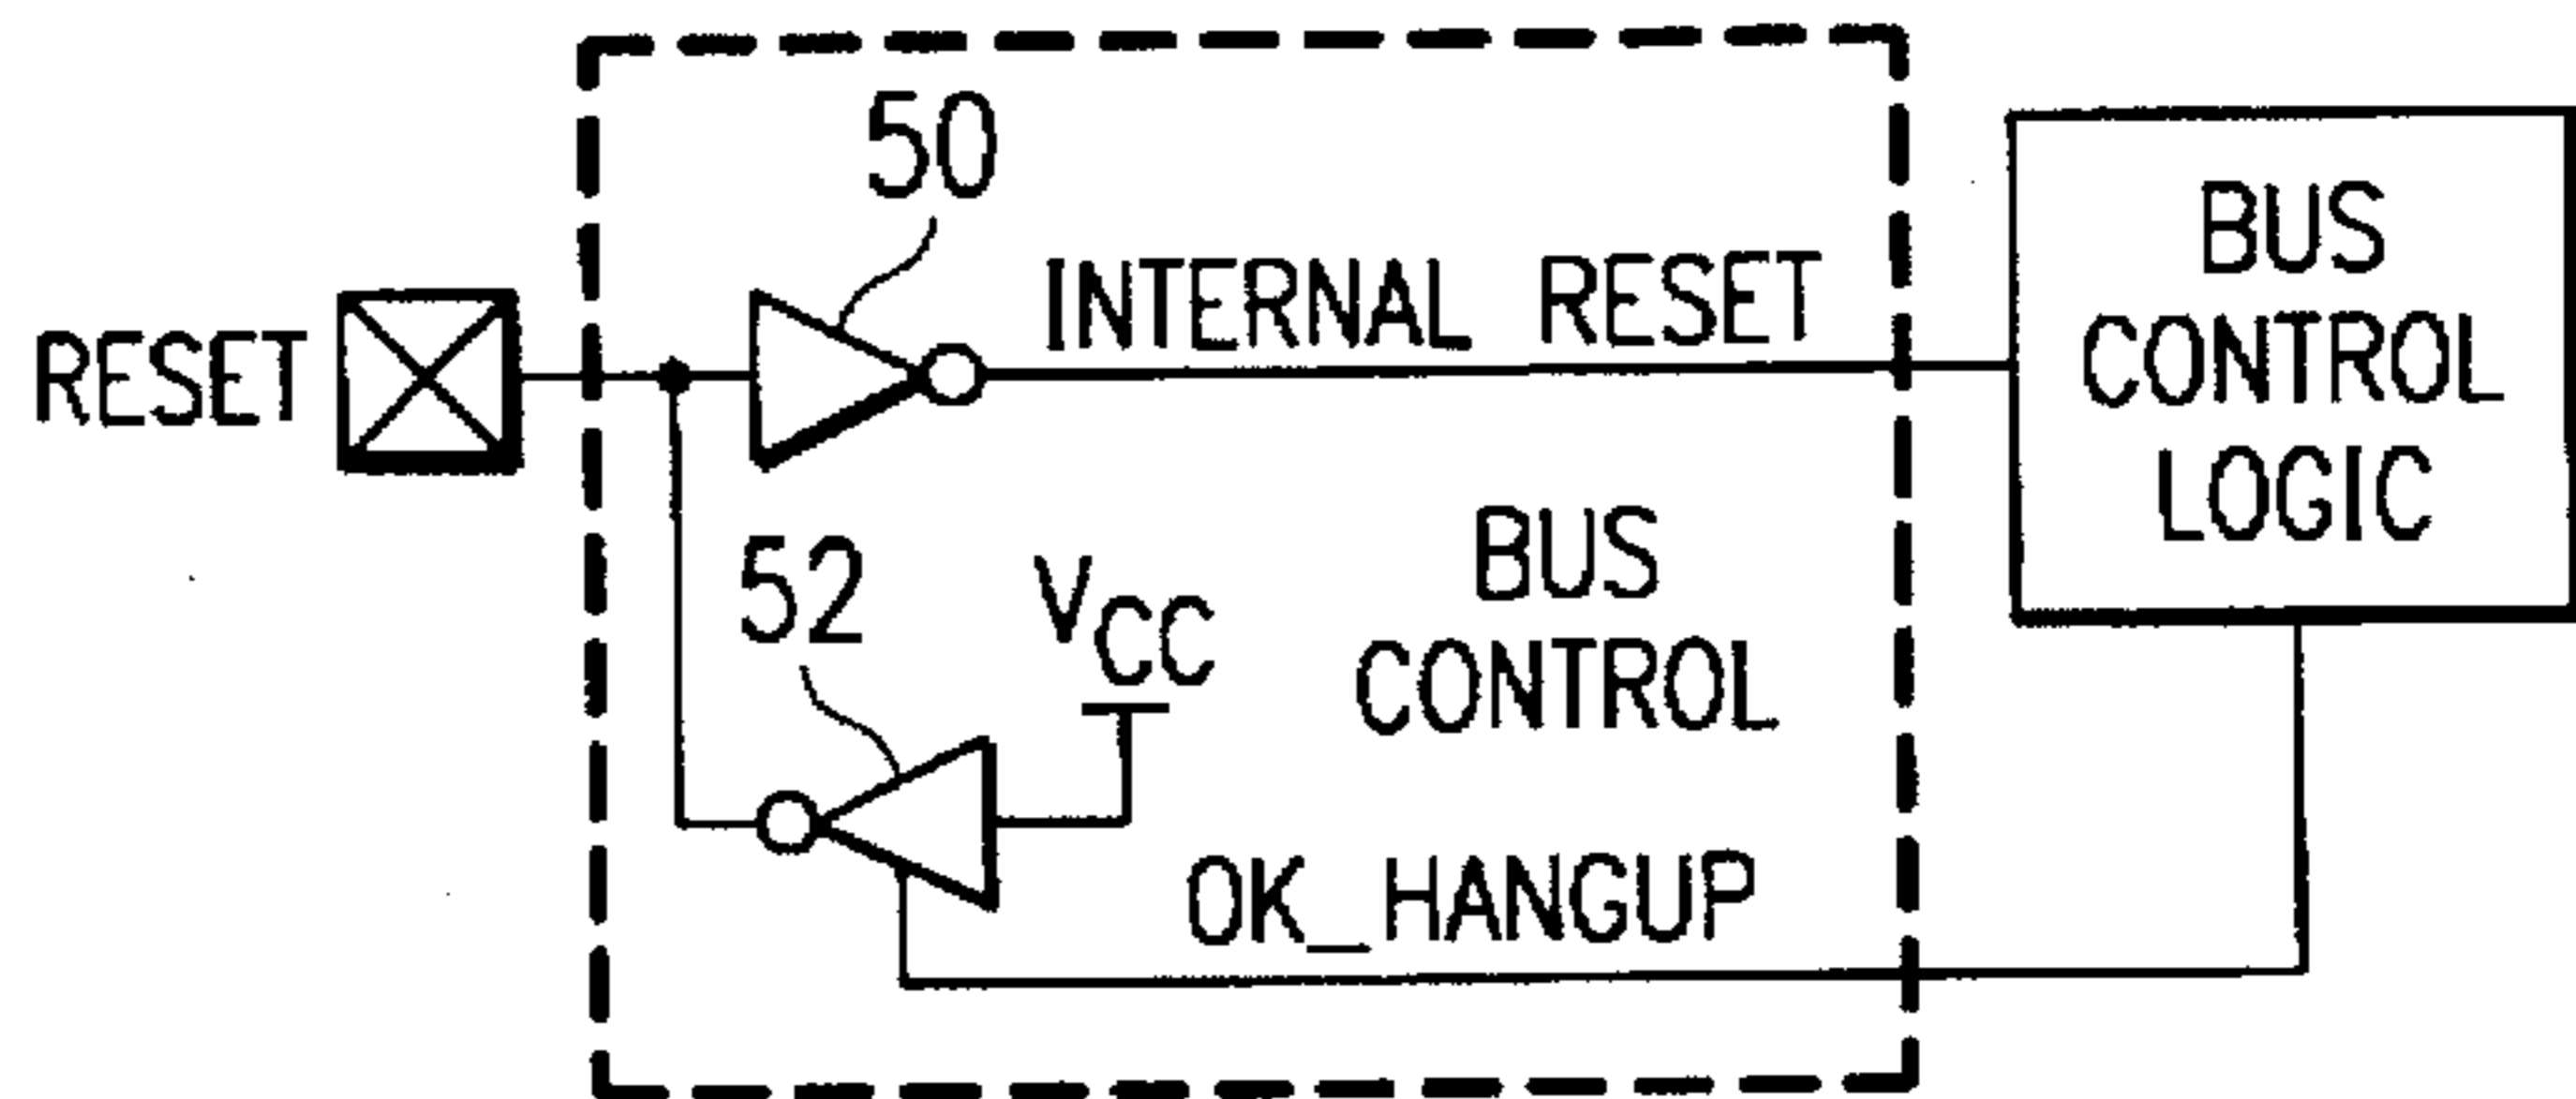 50
INTERNAL RESET
RESET
BUS
CONTROL
LOGIC
52
VCC
BUS
CONTROL
OK_HANGUP